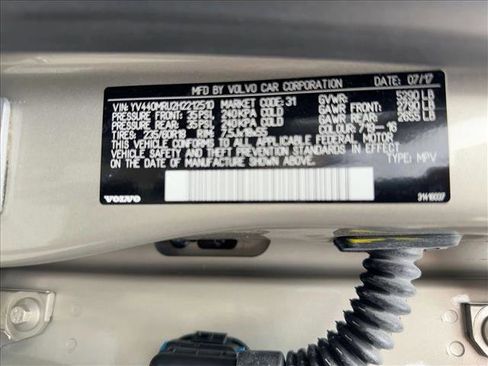 MFD BY VOLVO CAR CORPORATION DATE: 07/17
VIN: YV440MRU2H2212510 MARKET CODE: 31 GVWR: 5290 LB
PRESSURE FRONT: 35PSI, 240KPA COLD GAWR FRONT: 2790 LB
PRESSURE REAR: 35PSI, 240KPA COLD GAWR REAR: 2655 LB
TIRES: 235/60R18 RIM: 7.5Jx18x55 COLOUR: 719-16
THIS VEHICLE CONFORMS TO ALL APPLICABLE FEDERAL MOTOR
VEHICLE SAFETY AND THEFT PREVENTION STANDARDS IN EFFECT
ON THE DATE OF MANUFACTURE SHOWN ABOVE. TYPE: MPV
VOLVO